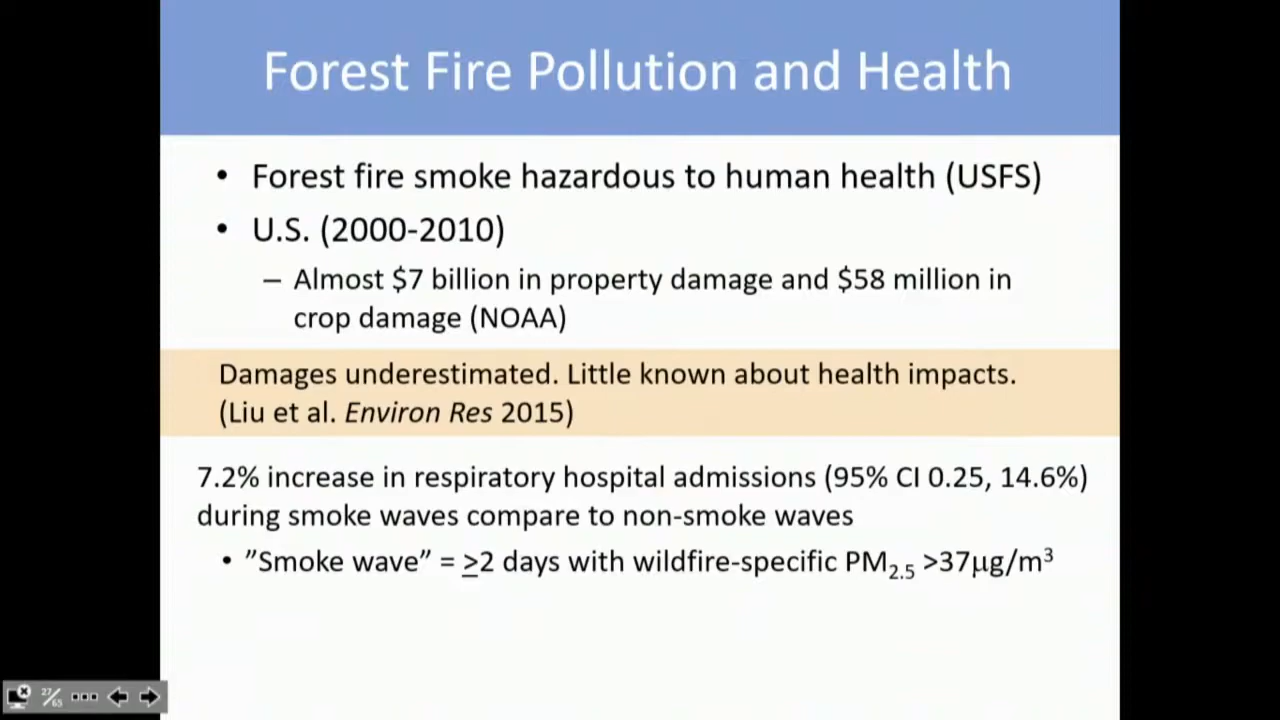 Forest Fire Pollution and Health
• Forest fire smoke hazardous to human health (USFS)
• U.S. (2000-2010)
– Almost $7 billion in property damage and $58 million in
crop damage (NOAA)
Damages underestimated. Little known about health impacts.
(Liu et al. Environ Res 2015)
7.2% increase in respiratory hospital admissions (95% CI 0.25, 14.6%)
during smoke waves compare to non-smoke waves
• ”Smoke wave” = ≥2 days with wildfire-specific PM2.5 >37μg/m³
27/65